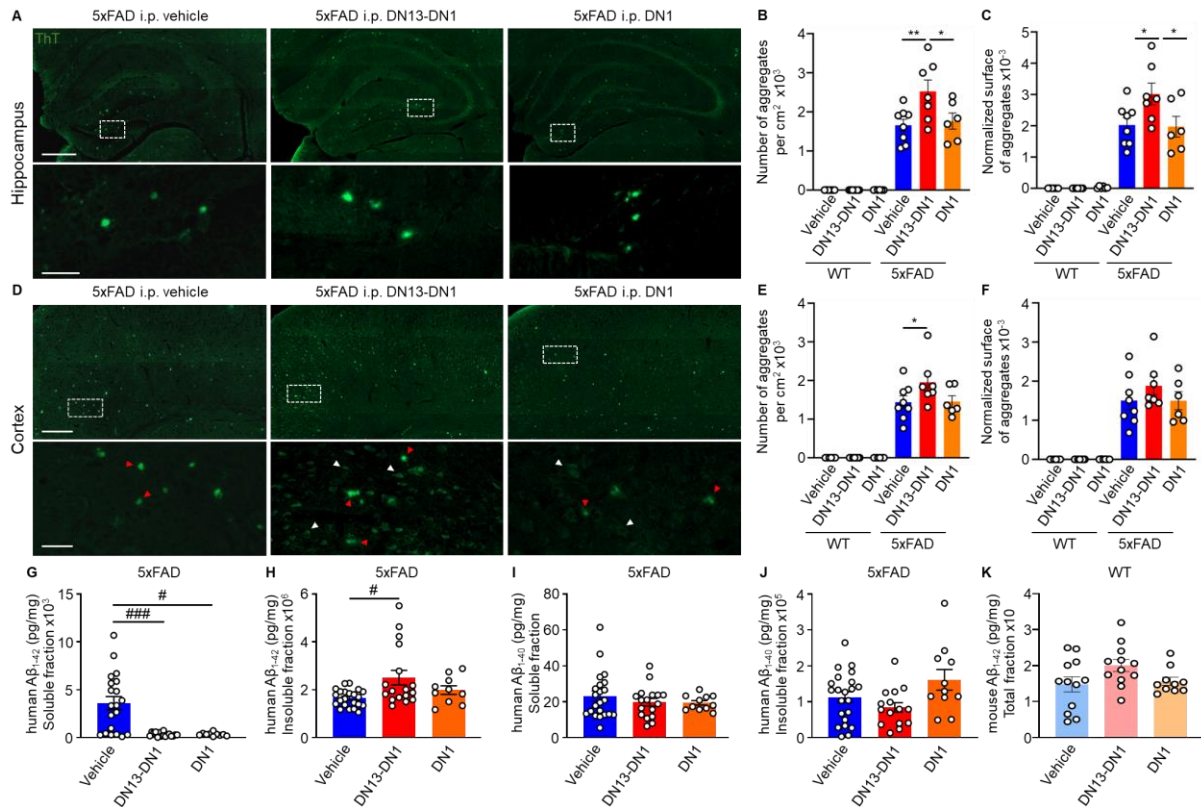 A
5xFAD i.p. vehicle
5xFAD i.p. DN13-DN1
5xFAD i.p. DN1
ThT
Hippocampus
B
Number of aggregates
per cm² x10³
4
3
2
1
0
Vehicle
DN13-DN1
DN1
Vehicle
DN13-DN1
DN1
WT
5xFAD
**
*
C
Normalized surface
of aggregates x10⁻³
5
4
3
2
1
0
Vehicle
DN13-DN1
DN1
Vehicle
DN13-DN1
DN1
WT
5xFAD
*
*
D
5xFAD i.p. vehicle
5xFAD i.p. DN13-DN1
5xFAD i.p. DN1
Cortex
E
Number of aggregates
per cm² x10³
4
3
2
1
0
Vehicle
DN13-DN1
DN1
Vehicle
DN13-DN1
DN1
WT
5xFAD
*
F
Normalized surface
of aggregates x10⁻³
5
4
3
2
1
0
Vehicle
DN13-DN1
DN1
Vehicle
DN13-DN1
DN1
WT
5xFAD
G
5xFAD
human Aβ₁₋₄₂ (pg/mg)
Soluble fraction x10³
15
10
5
0
#
###
Vehicle
DN13-DN1
DN1
H
5xFAD
human Aβ₁₋₄₂ (pg/mg)
Insoluble fraction x10⁶
6
4
2
0
#
Vehicle
DN13-DN1
DN1
I
5xFAD
human Aβ₁₋₄₀ (pg/mg)
Soluble fraction
80
60
40
20
0
Vehicle
DN13-DN1
DN1
J
5xFAD
human Aβ₁₋₄₀ (pg/mg)
Insoluble fraction x10⁵
4
3
2
1
0
Vehicle
DN13-DN1
DN1
K
WT
mouse Aβ₁₋₄₂ (pg/mg)
Total fraction x10
4
3
2
1
0
Vehicle
DN13-DN1
DN1